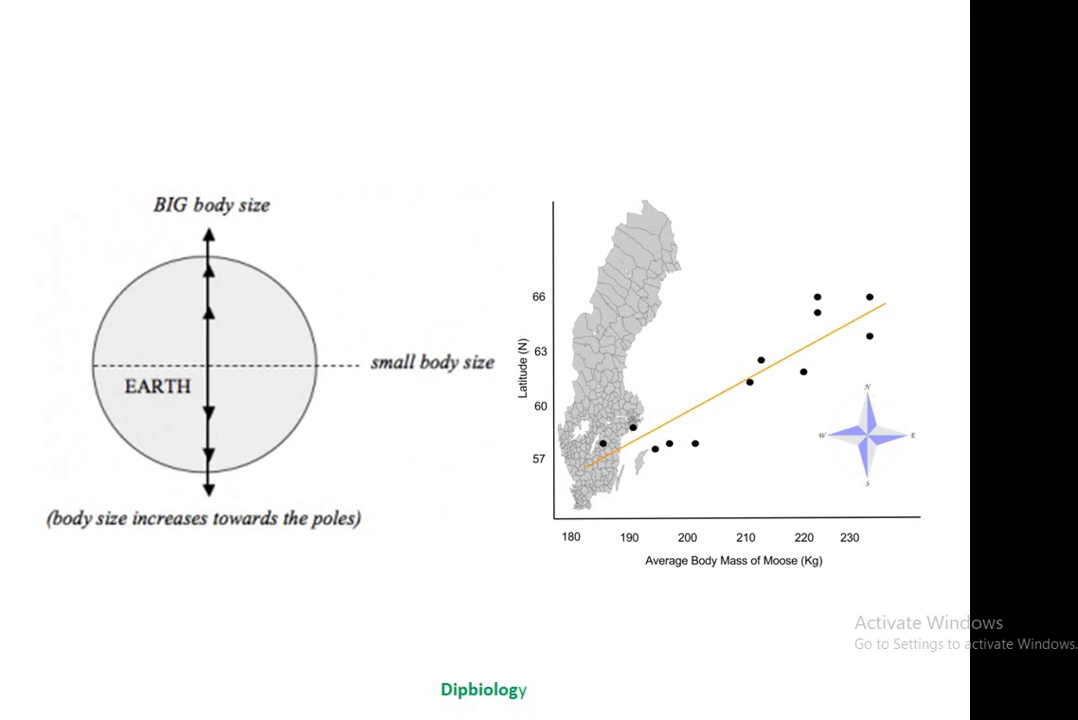 BIG body size
EARTH
small body size
(body size increases towards the poles)
Latitude (N)
66
63
60
57
180 190 200 210 220 230
Average Body Mass of Moose (Kg)
N
W
E
S
Activate Windows
Go to Settings to activate Windows.
Dipbiology